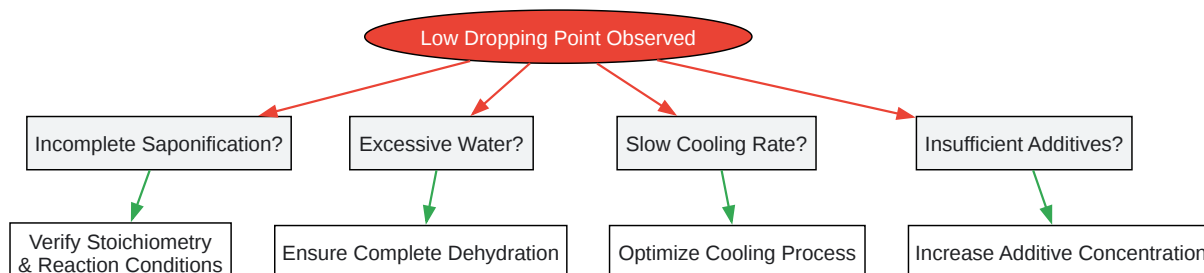 Low Dropping Point Observed
Incomplete Saponification?
Excessive Water?
Slow Cooling Rate?
Insufficient Additives?
Verify Stoichiometry
& Reaction Conditions
Ensure Complete Dehydration
Optimize Cooling Process
Increase Additive Concentration